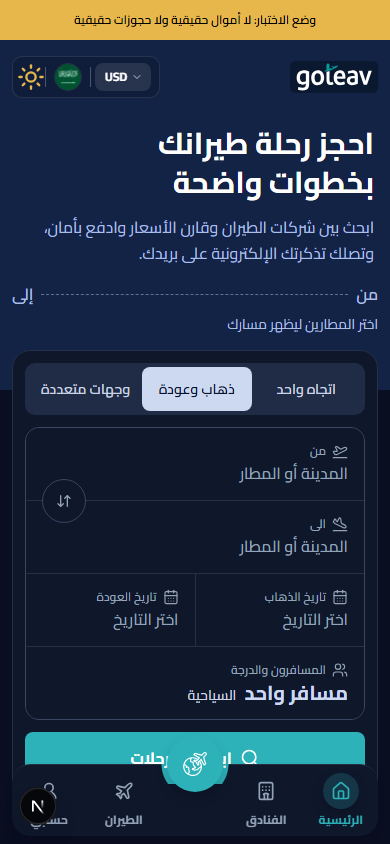 وضع الاختبار: لا أموال حقيقية ولا حجوزات حقيقية
goleav
USD
احجز رحلة طيرانك
بخطوات واضحة
ابحث بين شركات الطيران وقارن الأسعار وادفع بأمان،
وتصلك تذكرتك الإلكترونية على بريدك.
من
إلى
اختر المطارين ليظهر مسارك
اتجاه واحد
ذهاب وعودة
وجهات متعددة
من
المدينة أو المطار
الى
المدينة أو المطار
تاريخ الذهاب
تاريخ العودة
اختر التاريخ
اختر التاريخ
المسافرون والدرجة
مسافر واحد السياحية
الرئيسية
الفنادق
الطيران
حسابي
N